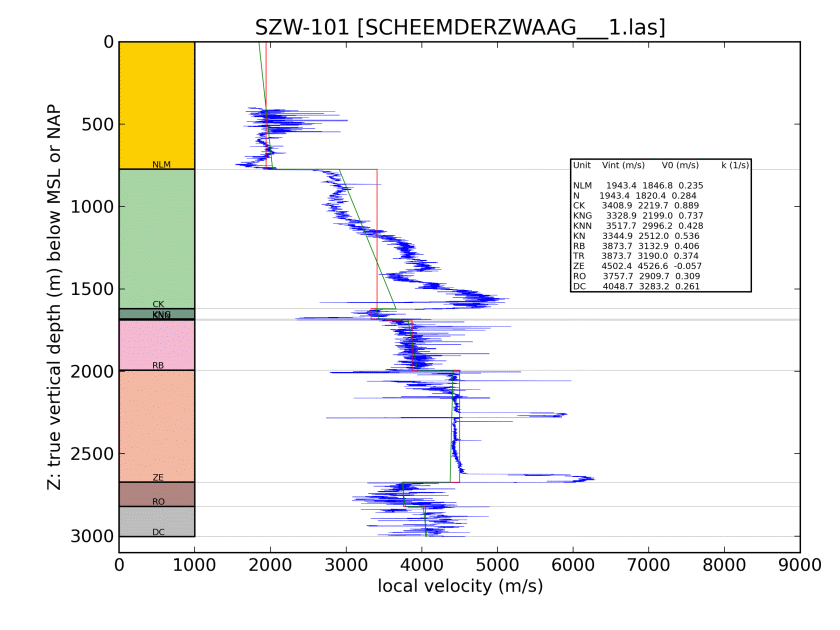 SZW-101 [SCHEEMDERZWAAG___1.las]
Z: true vertical depth (m) below MSL or NAP
0
500
1000
1500
2000
2500
3000
NLM
CK
KNG
RB
ZE
RO
DC
Unit Vint (m/s) V0 (m/s) k (1/s)
NLM 1943.4 1846.8 0.235
N 1943.4 1820.4 0.284
CK 3408.9 2219.7 0.889
KNG 3328.9 2199.0 0.737
KNN 3517.7 2996.2 0.428
KN 3344.9 2512.0 0.536
RB 3873.7 3132.9 0.406
TR 3873.7 3190.0 0.374
ZE 4502.4 4526.6 -0.057
RO 3757.7 2909.7 0.309
DC 4048.7 3283.2 0.261
0 1000 2000 3000 4000 5000 6000 7000 8000 9000
local velocity (m/s)